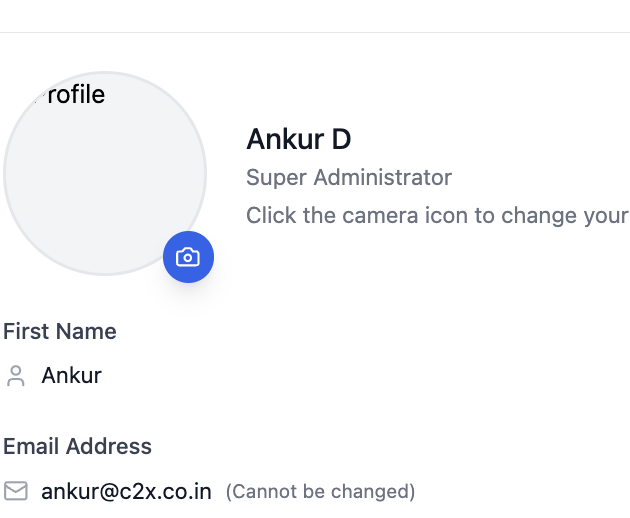 rofile
Ankur D
Super Administrator
Click the camera icon to change your
First Name
Ankur
Email Address
ankur@c2x.co.in (Cannot be changed)